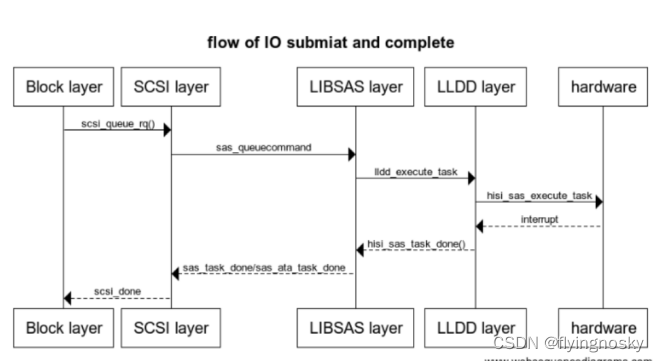 flow of IO submiat and complete
Block layer SCSI layer LIBSAS layer LLDD layer hardware
scsi_queue_rq()
sas_queuecommand
lldd_execute_task
hisi_sas_execute_task
interrupt
hisi_sas_task_done()
sas_task_done/sas_ata_task_done
scsi_done
Block layer SCSI layer LIBSAS layer LLDD layer hardware
CSDN @flyingnosky
www.websequencediagrams.com